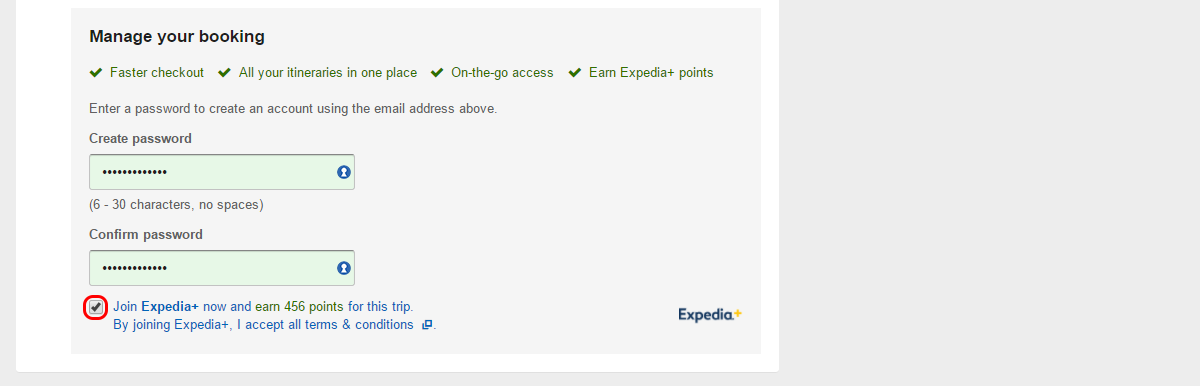 Manage your booking
Faster checkout All your itineraries in one place On-the-go access Earn Expedia+ points
Enter a password to create an account using the email address above.
Create password
•••••••••••••
(6 - 30 characters, no spaces)
Confirm password
•••••••••••••
Join Expedia+ now and earn 456 points for this trip.
By joining Expedia+, I accept all terms & conditions .
Expedia+